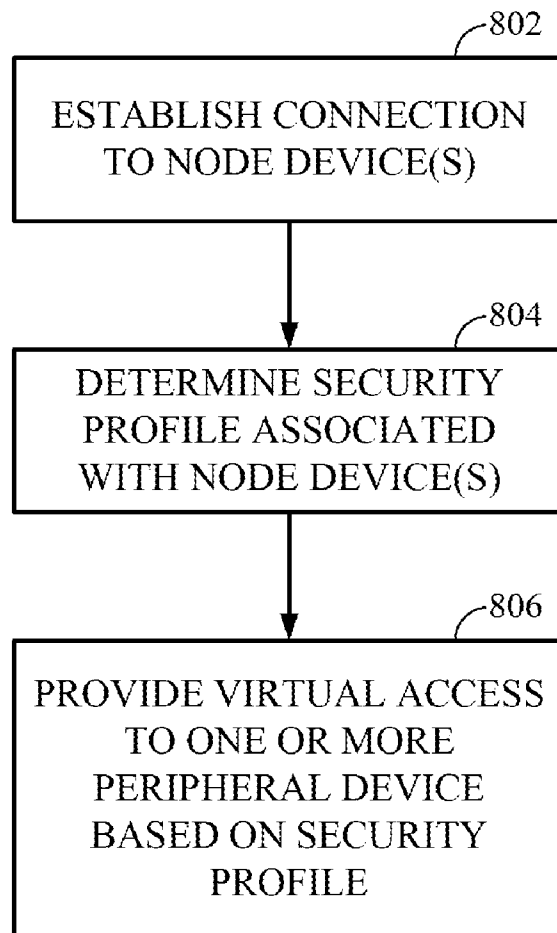 802
ESTABLISH CONNECTION
TO NODE DEVICE(S)
804
DETERMINE SECURITY
PROFILE ASSOCIATED
WITH NODE DEVICE(S)
806
PROVIDE VIRTUAL ACCESS
TO ONE OR MORE
PERIPHERAL DEVICE
BASED ON SECURITY
PROFILE